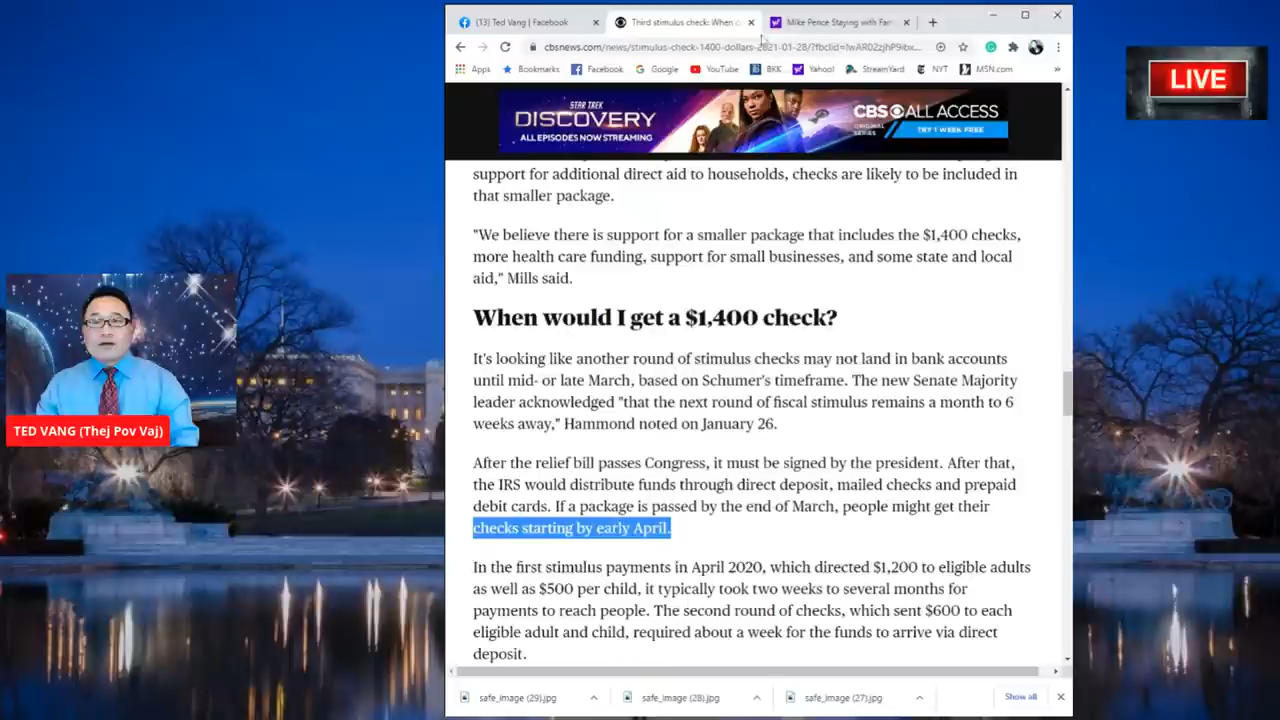 (13) Ted Vang | Facebook
Third stimulus check: When
Mike Pence Staying with Fam
cbsnews.com/news/stimulus-check-1400-dollars-2021-01-28/?fbclid=
Apps
Bookmarks
Facebook
Google
YouTube
BKK
Yahoo!
StreamYard
NYT
MSN.com
»
STAR TREK
DISCOVERY
ALL EPISODES NOW STREAMING
CBS ALL ACCESS
ORIGINAL
SERIES
TRY 1 WEEK FREE
LIVE
support for additional direct aid to households, checks are likely to be included in
that smaller package.
"We believe there is support for a smaller package that includes the $1,400 checks,
more health care funding, support for small businesses, and some state and local
aid," Mills said.
When would I get a $1,400 check?
It's looking like another round of stimulus checks may not land in bank accounts
until mid- or late March, based on Schumer's timeframe. The new Senate Majority
leader acknowledged "that the next round of fiscal stimulus remains a month to 6
weeks away," Hammond noted on January 26.
After the relief bill passes Congress, it must be signed by the president. After that,
the IRS would distribute funds through direct deposit, mailed checks and prepaid
debit cards. If a package is passed by the end of March, people might get their
checks starting by early April.
In the first stimulus payments in April 2020, which directed $1,200 to eligible adults
as well as $500 per child, it typically took two weeks to several months for
payments to reach people. The second round of checks, which sent $600 to each
eligible adult and child, required about a week for the funds to arrive via direct
deposit.
TED VANG (Thej Pov Vaj)
safe_image (29).jpg
safe_image (28).jpg
safe_image (27).jpg
Show all